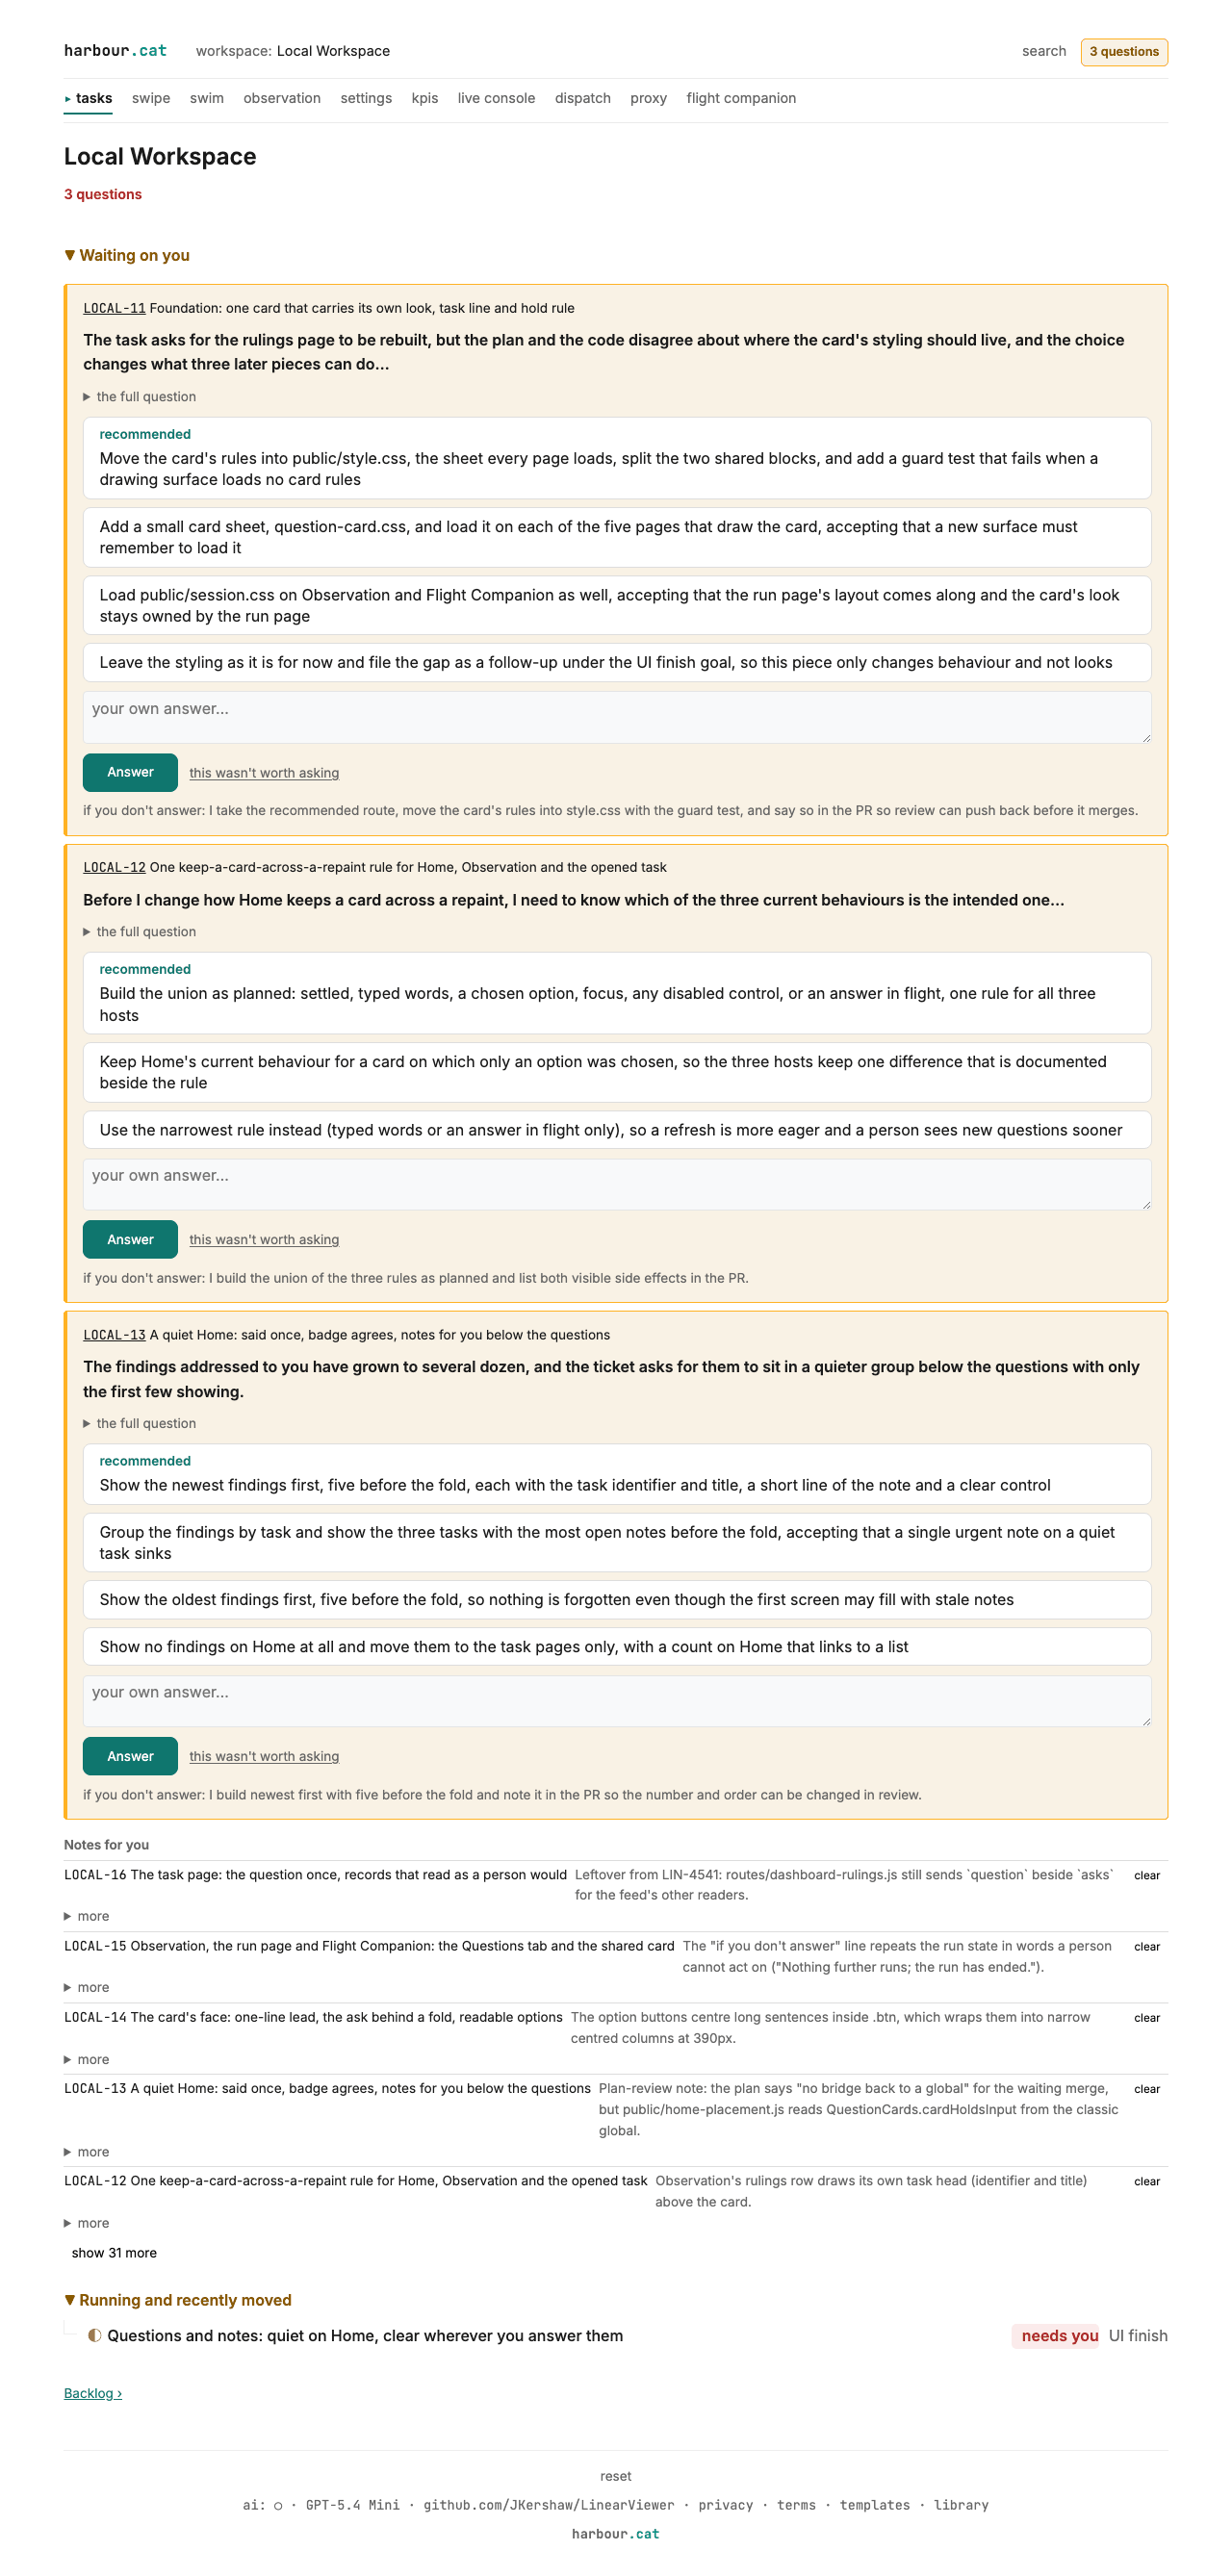 harbour.cat workspace: Local Workspace search 3 questions
▸ tasks swipe swim observation settings kpis live console dispatch proxy flight companion
Local Workspace
3 questions
▼ Waiting on you
LOCAL-11 Foundation: one card that carries its own look, task line and hold rule
The task asks for the rulings page to be rebuilt, but the plan and the code disagree about where the card's styling should live, and the choice
changes what three later pieces can do…
▶ the full question
recommended
Move the card's rules into public/style.css, the sheet every page loads, split the two shared blocks, and add a guard test that fails when a
drawing surface loads no card rules
Add a small card sheet, question-card.css, and load it on each of the five pages that draw the card, accepting that a new surface must
remember to load it
Load public/session.css on Observation and Flight Companion as well, accepting that the run page's layout comes along and the card's look
stays owned by the run page
Leave the styling as it is for now and file the gap as a follow-up under the UI finish goal, so this piece only changes behaviour and not looks
your own answer…
Answer this wasn't worth asking
if you don't answer: I take the recommended route, move the card's rules into style.css with the guard test, and say so in the PR so review can push back before it merges.
LOCAL-12 One keep-a-card-across-a-repaint rule for Home, Observation and the opened task
Before I change how Home keeps a card across a repaint, I need to know which of the three current behaviours is the intended one…
▶ the full question
recommended
Build the union as planned: settled, typed words, a chosen option, focus, any disabled control, or an answer in flight, one rule for all three
hosts
Keep Home's current behaviour for a card on which only an option was chosen, so the three hosts keep one difference that is documented
beside the rule
Use the narrowest rule instead (typed words or an answer in flight only), so a refresh is more eager and a person sees new questions sooner
your own answer…
Answer this wasn't worth asking
if you don't answer: I build the union of the three rules as planned and list both visible side effects in the PR.
LOCAL-13 A quiet Home: said once, badge agrees, notes for you below the questions
The findings addressed to you have grown to several dozen, and the ticket asks for them to sit in a quieter group below the questions with only
the first few showing.
▶ the full question
recommended
Show the newest findings first, five before the fold, each with the task identifier and title, a short line of the note and a clear control
Group the findings by task and show the three tasks with the most open notes before the fold, accepting that a single urgent note on a quiet
task sinks
Show the oldest findings first, five before the fold, so nothing is forgotten even though the first screen may fill with stale notes
Show no findings on Home at all and move them to the task pages only, with a count on Home that links to a list
your own answer…
Answer this wasn't worth asking
if you don't answer: I build newest first with five before the fold and note it in the PR so the number and order can be changed in review.
Notes for you
LOCAL-16 The task page: the question once, records that read as a person would Leftover from LIN-4541: routes/dashboard-rulings.js still sends `question` beside `asks` clear
for the feed's other readers.
▶ more
LOCAL-15 Observation, the run page and Flight Companion: the Questions tab and the shared card The "if you don't answer" line repeats the run state in words a person clear
cannot act on ("Nothing further runs; the run has ended.").
▶ more
LOCAL-14 The card's face: one-line lead, the ask behind a fold, readable options The option buttons centre long sentences inside .btn, which wraps them into narrow clear
centred columns at 390px.
▶ more
LOCAL-13 A quiet Home: said once, badge agrees, notes for you below the questions Plan-review note: the plan says "no bridge back to a global" for the waiting merge, clear
but public/home-placement.js reads QuestionCards.cardHoldsInput from the classic
global.
▶ more
LOCAL-12 One keep-a-card-across-a-repaint rule for Home, Observation and the opened task Observation's rulings row draws its own task head (identifier and title) clear
above the card.
▶ more
show 31 more
▼ Running and recently moved
Questions and notes: quiet on Home, clear wherever you answer them needs you UI finish
Backlog ›
reset
ai: ○ · GPT-5.4 Mini · github.com/JKershaw/LinearViewer · privacy · terms · templates · library
harbour.cat